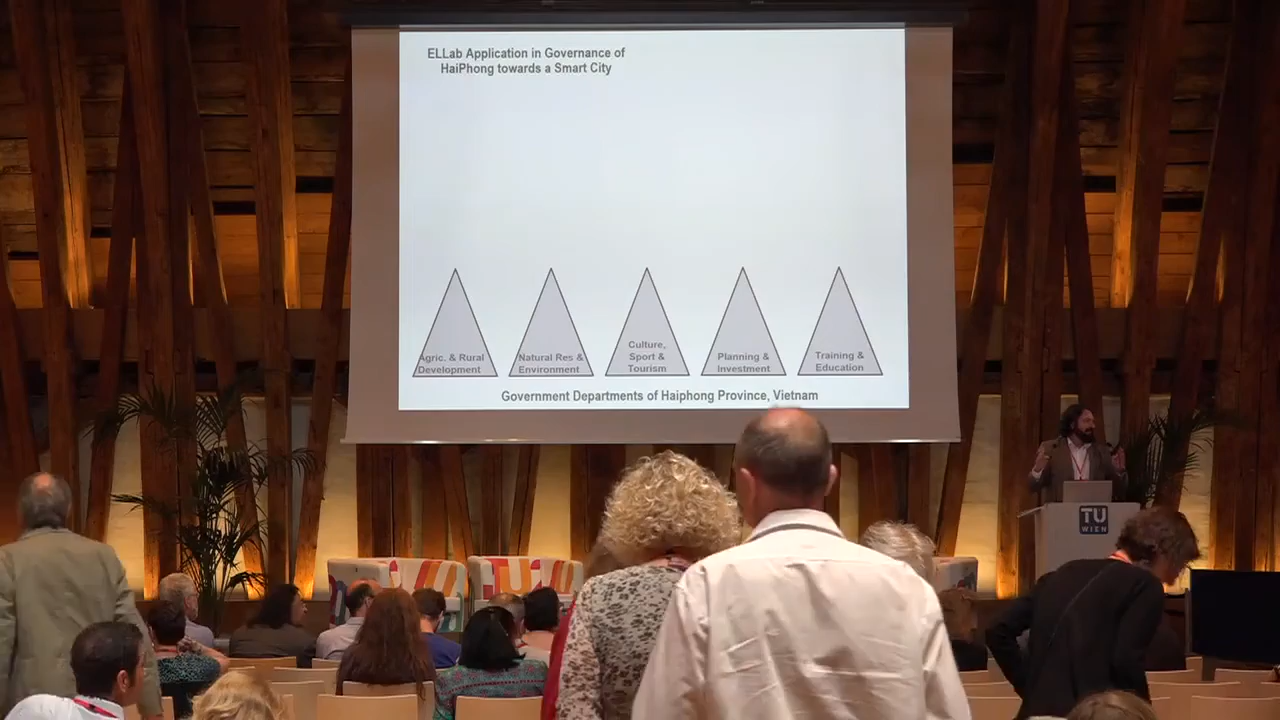 ELLab Application in Governance of
HaiPhong towards a Smart City
Agric. & Rural
Development
Natural Res &
Environment
Culture,
Sport &
Tourism
Planning &
Investment
Training &
Education
Government Departments of Haiphong Province, Vietnam
TU
WIEN